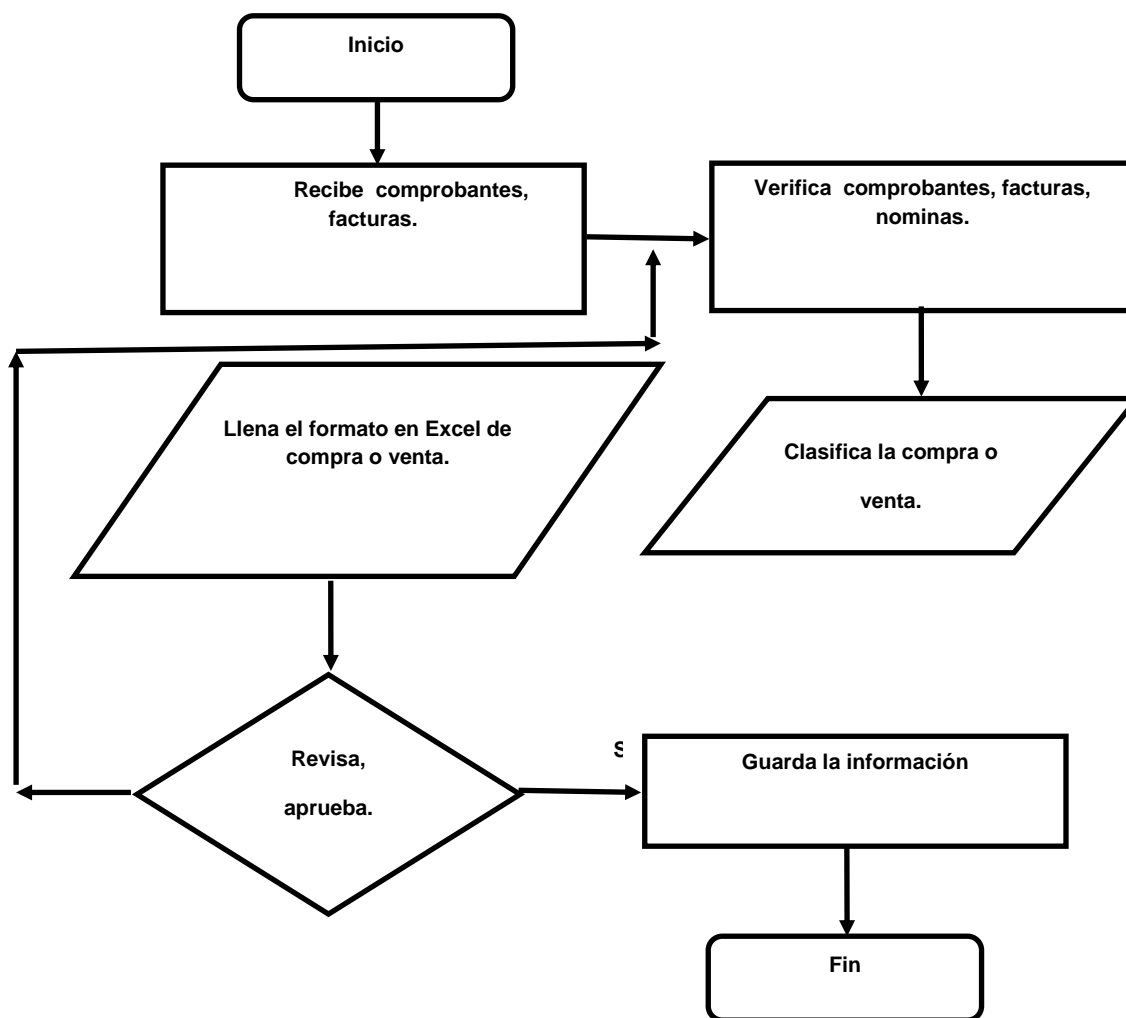 Inicio
Recibe comprobantes,
facturas.
Verifica comprobantes, facturas,
nominas.
Llena el formato en Excel de
compra o venta.
Clasifica la compra o
venta.
Revisa,
aprueba.
Guarda la información
Fin